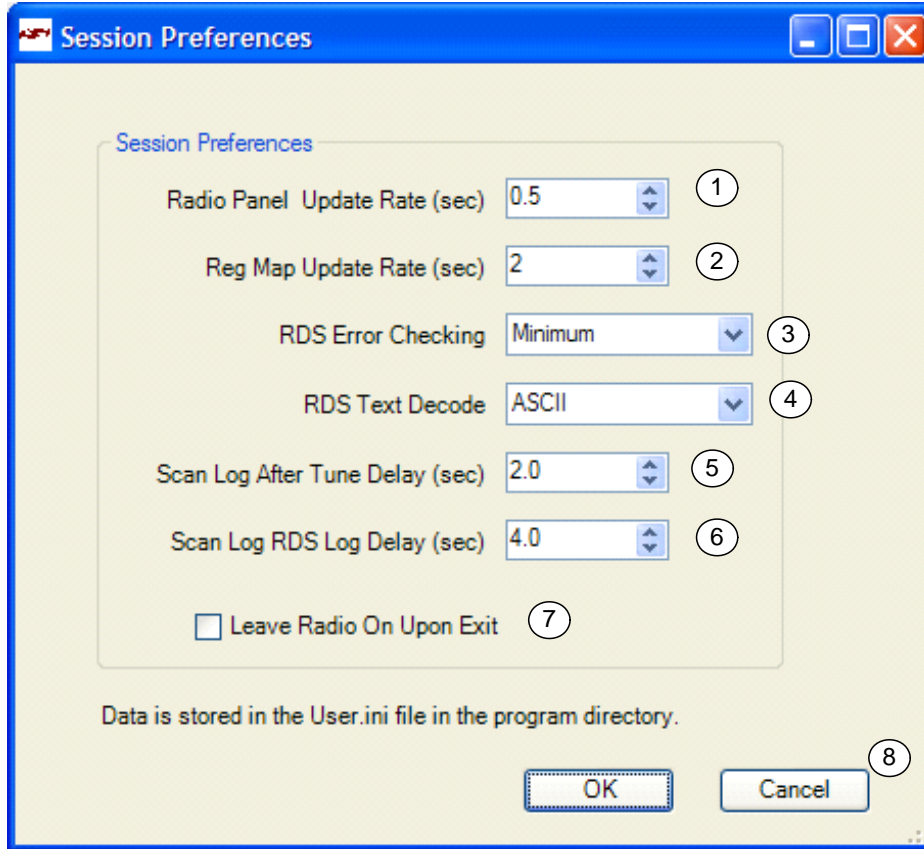 Session Preferences
Session Preferences
Radio Panel Update Rate (sec) 0.5 1
Reg Map Update Rate (sec) 2 2
RDS Error Checking Minimum 3
RDS Text Decode ASCII 4
Scan Log After Tune Delay (sec) 2.0 5
Scan Log RDS Log Delay (sec) 4.0 6
Leave Radio On Upon Exit 7
Data is stored in the User.ini file in the program directory.
8
OK Cancel